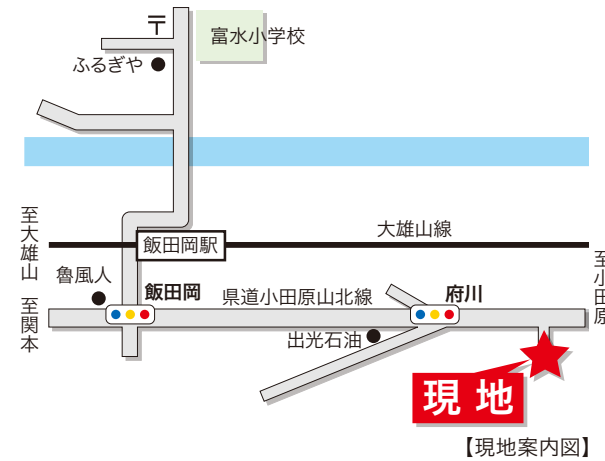 〒
富水小学校
ふるぎや
至大雄山
大雄山線
飯田岡駅
至小田原
魯風人
飯田岡
県道小田原山北線
府川
至関本
出光石油
現地
【現地案内図】